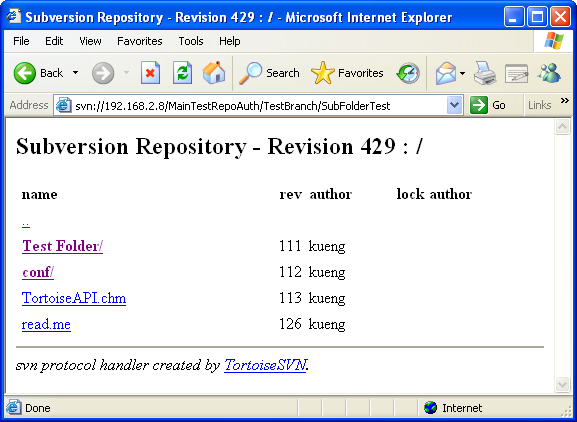 Subversion Repository - Revision 429 : / - Microsoft Internet Explorer
File Edit View Favorites Tools Help
Back Search Favorites
Address svn://192.168.2.8/MainTestRepoAuth/TestBranch/SubFolderTest Go Links »
Subversion Repository - Revision 429 : /
name rev author lock author
..
Test Folder/ 111 kueng
conf/ 112 kueng
TortoiseAPI.chm 113 kueng
read.me 126 kueng
svn protocol handler created by TortoiseSVN.
Done Internet